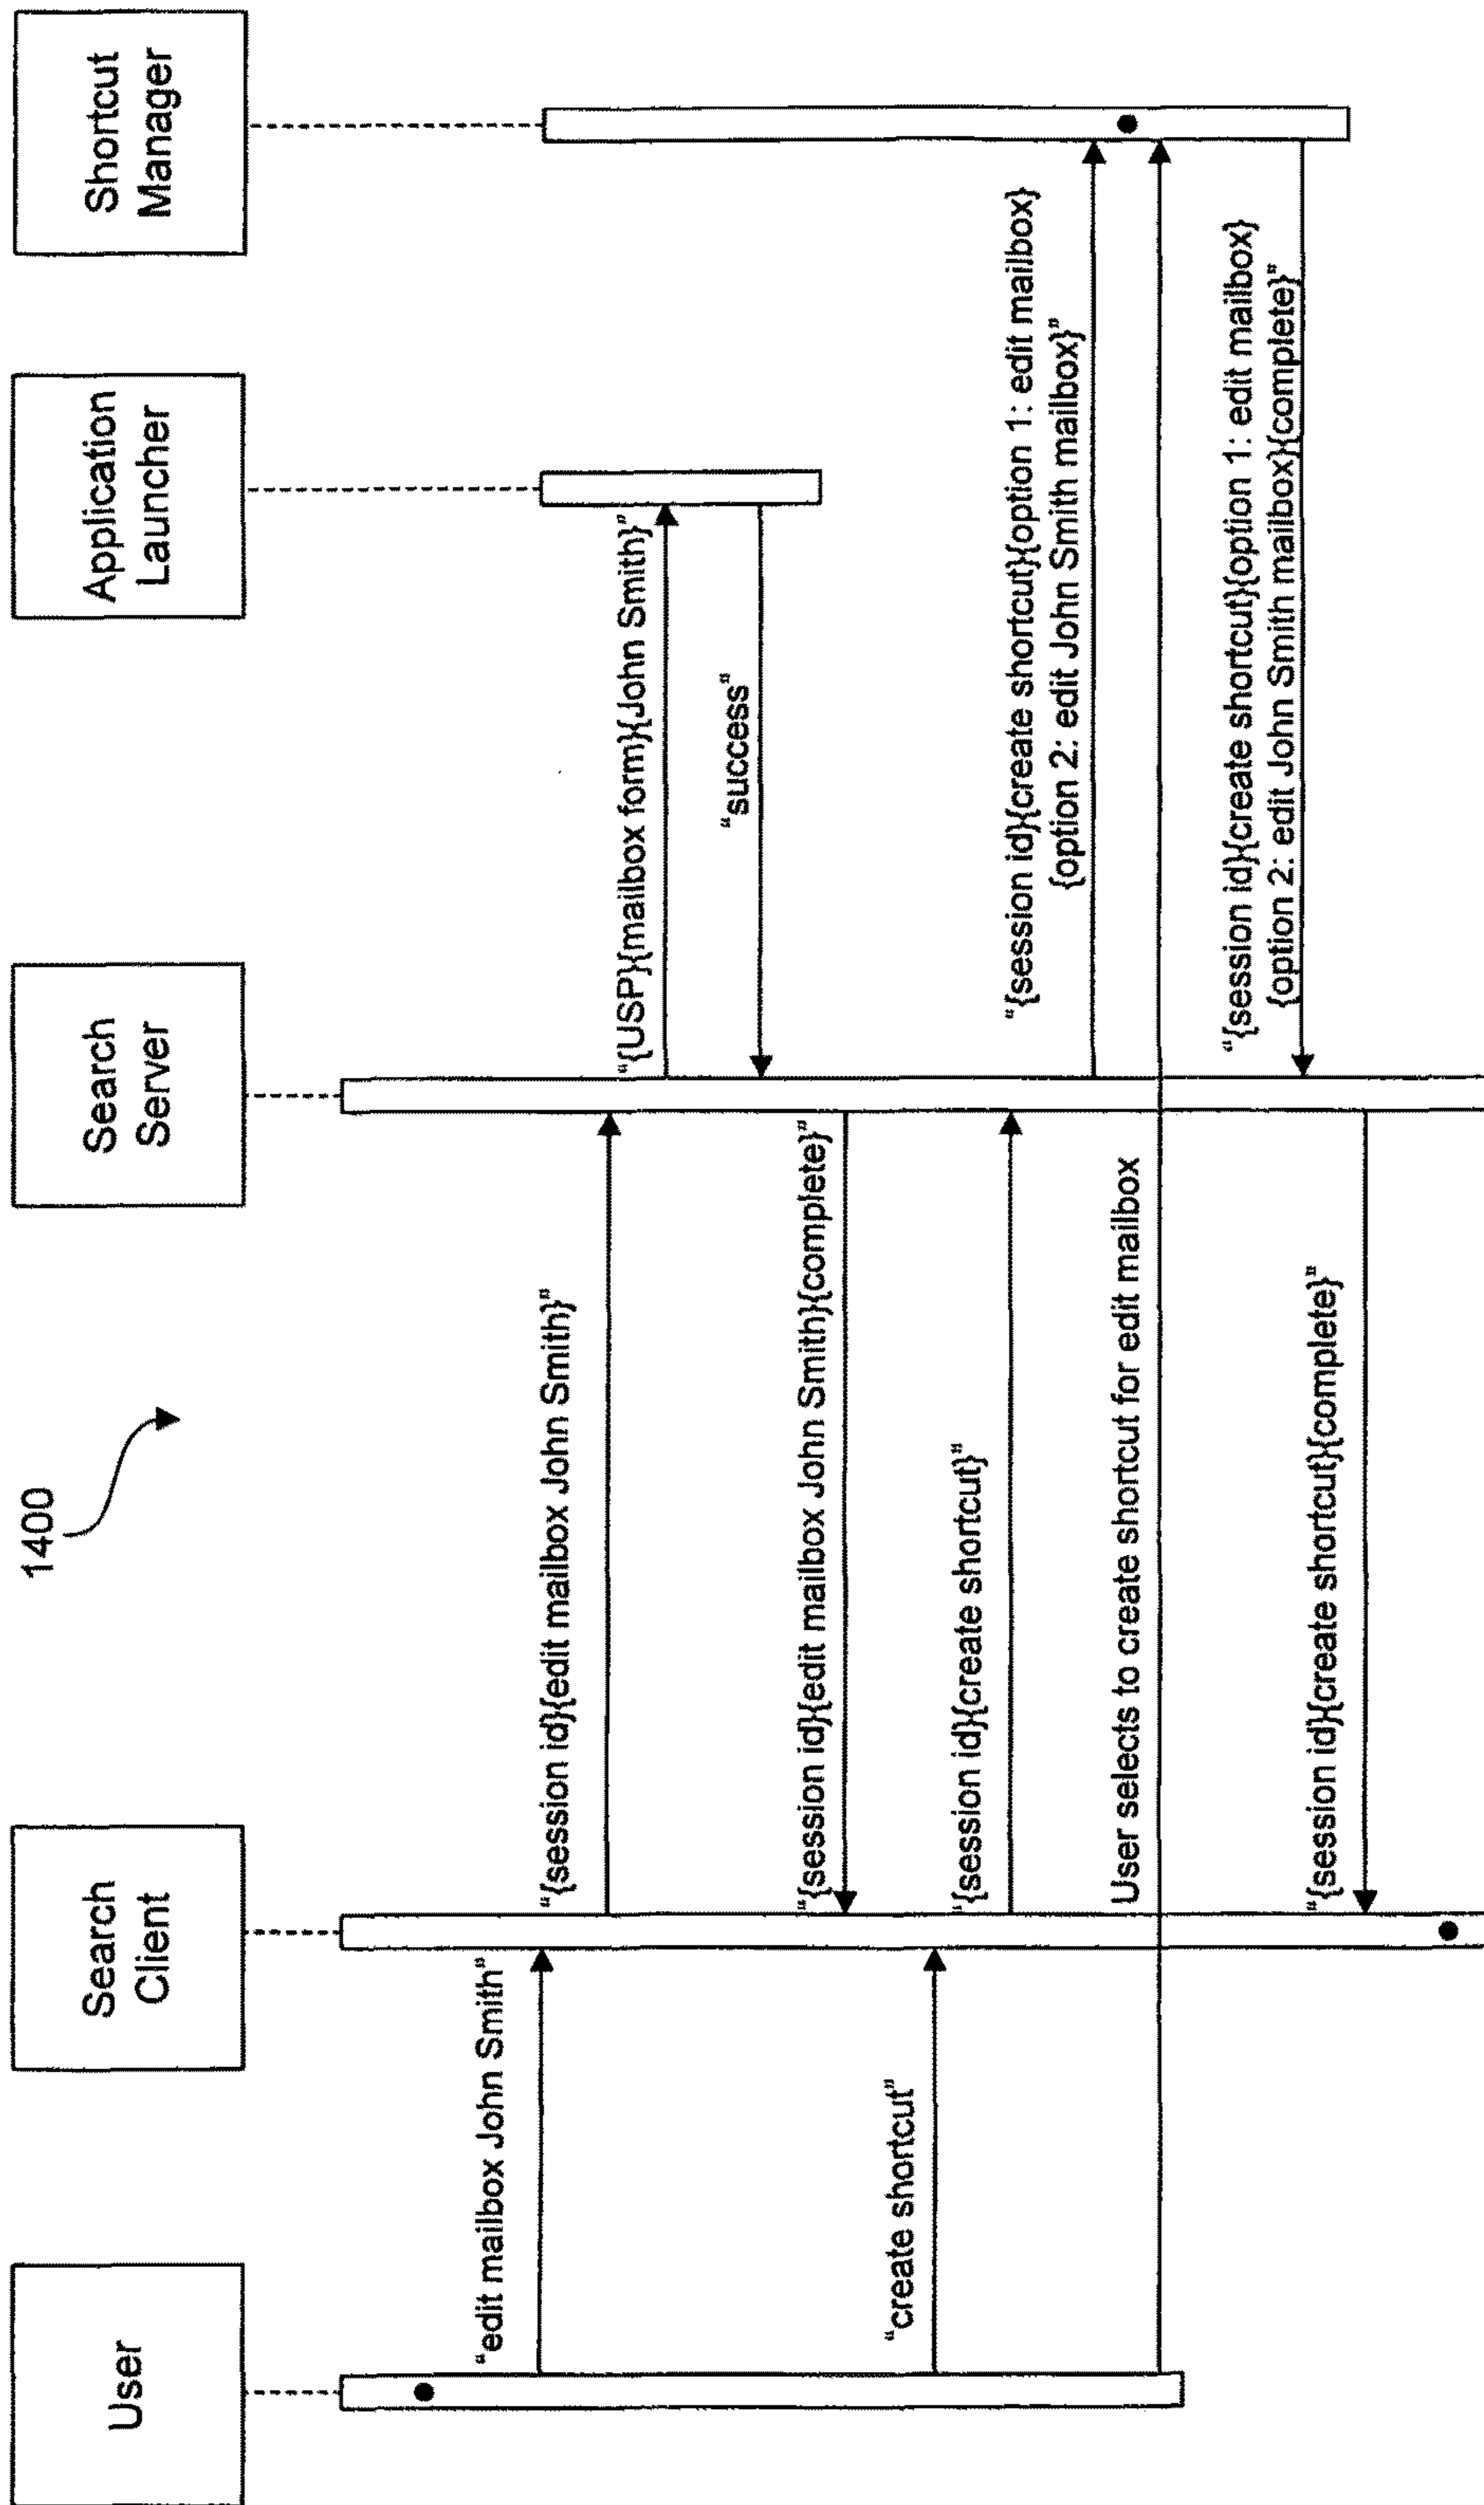 1400
User
Search
Client
Search
Server
Application
Launcher
Shortcut
Manager
“edit mailbox John Smith”
“{session id}{edit mailbox John Smith}”
“{USP}{mailbox form}{John Smith}”
“success”
“{session id}{edit mailbox John Smith}{complete}”
“create shortcut”
“{session id}{create shortcut}”
“{session id}{create shortcut}{option 1: edit mailbox}
{option 2: edit John Smith mailbox}”
User selects to create shortcut for edit mailbox
“{session id}{create shortcut}{option 1: edit mailbox}
{option 2: edit John Smith mailbox}{complete}”
“{session id}{create shortcut}{complete}”